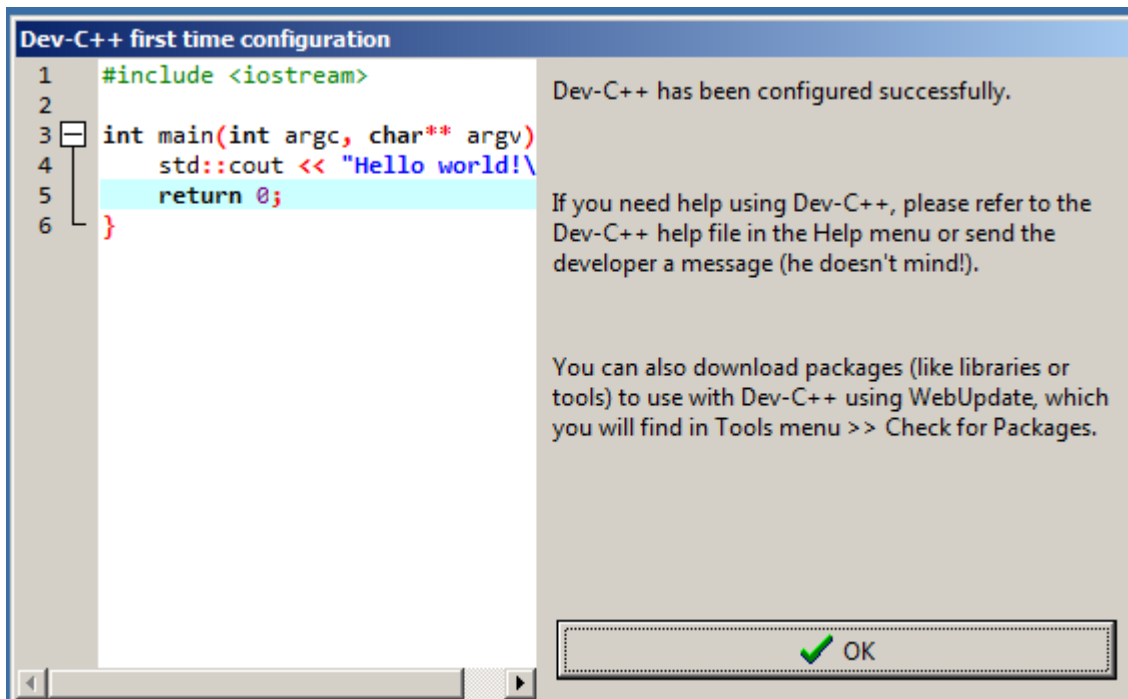 Dev-C++ first time configuration
1 #include <iostream>
2
3 int main(int argc, char** argv)
4 std::cout << "Hello world!\
5 return 0;
6 }
Dev-C++ has been configured successfully.
If you need help using Dev-C++, please refer to the
Dev-C++ help file in the Help menu or send the
developer a message (he doesn't mind!).
You can also download packages (like libraries or
tools) to use with Dev-C++ using WebUpdate, which
you will find in Tools menu >> Check for Packages.
OK